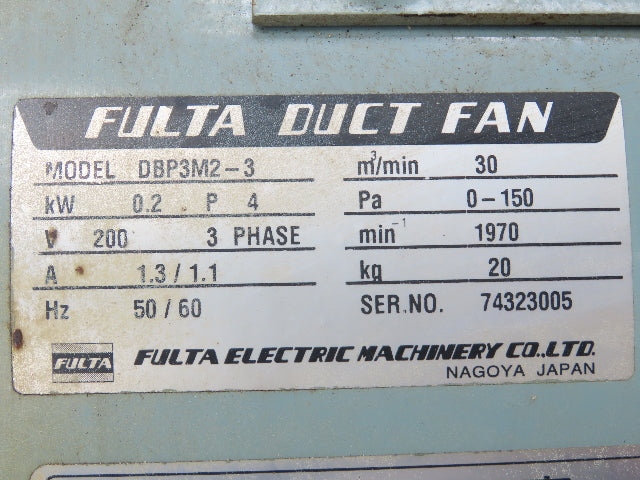 FULTA DUCT FAN
MODEL DBP3M2-3 m³/min 30
kW 0.2 P 4 Pa 0-150
V 200 3 PHASE min⁻¹ 1970
A 1.3/1.1 kg 20
Hz 50/60 SER.NO. 74323005
FULTA FULTA ELECTRIC MACHINERY CO.,LTD.
NAGOYA JAPAN